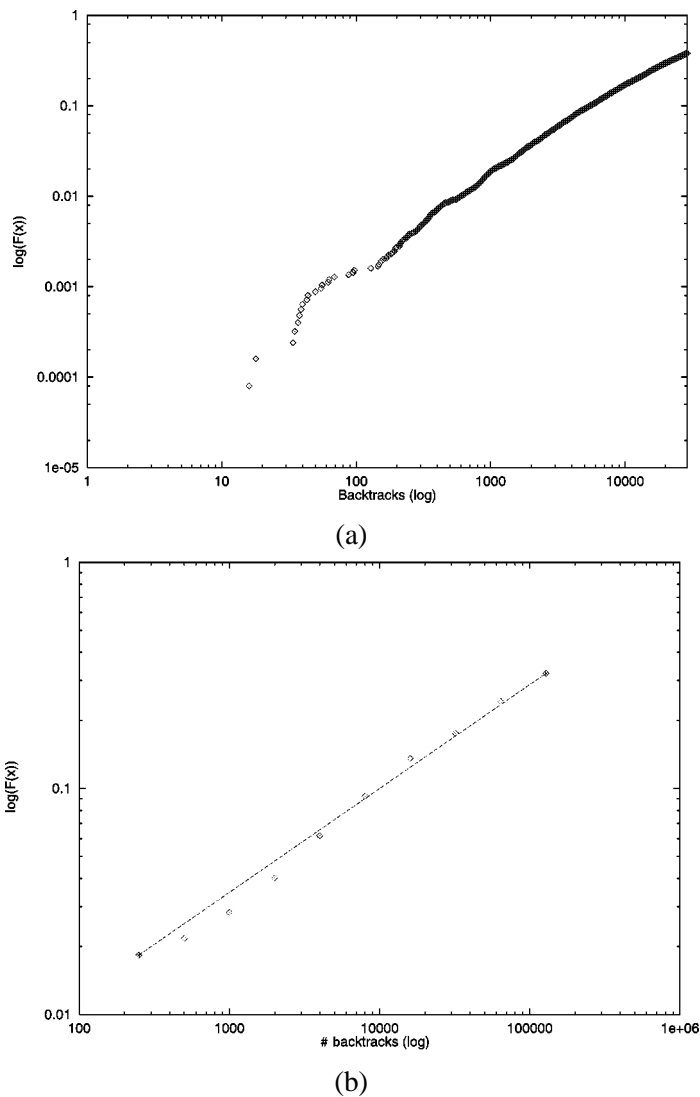 1
0.1
0.01
0.001
0.0001
1e-05
log(F(x))
1 10 100 1000 10000
Backtracks (log)
(a)
1
0.1
0.01
log(F(x))
100 1000 10000 100000 1e+06
# backtracks (log)
(b)